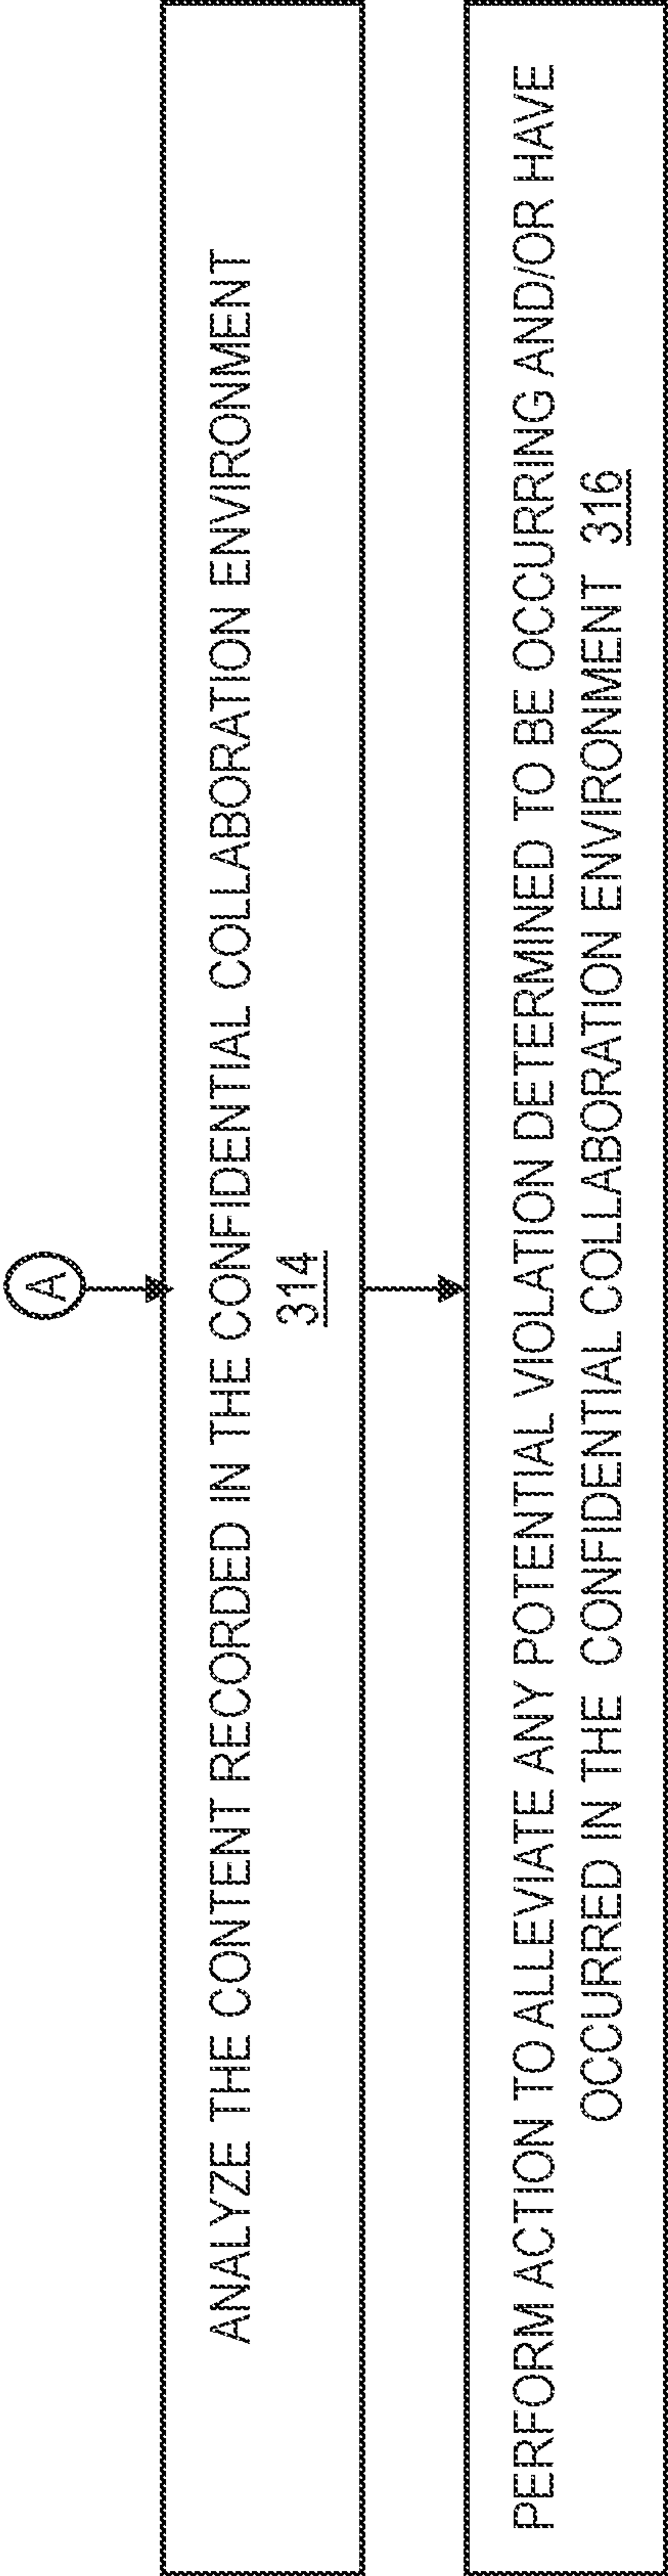 A
ANALYZE THE CONTENT RECORDED IN THE CONFIDENTIAL COLLABORATION ENVIRONMENT
314
PERFORM ACTION TO ALLEVIATE ANY POTENTIAL VIOLATION DETERMINED TO BE OCCURRING AND/OR HAVE
OCCURRED IN THE CONFIDENTIAL COLLABORATION ENVIRONMENT 316